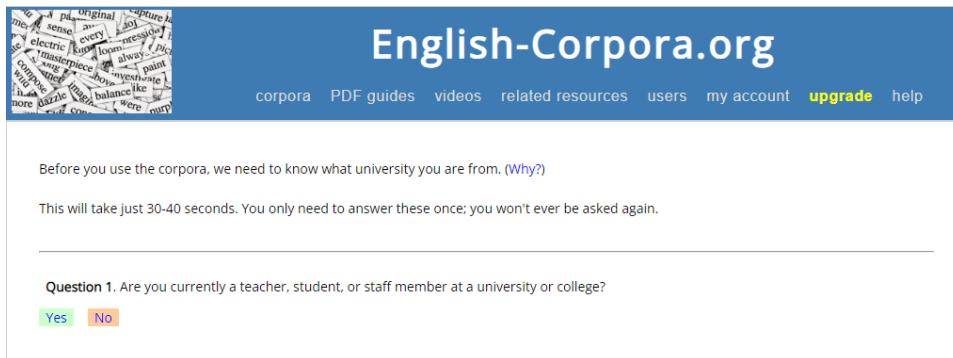 English-Corpora.org
corpora PDF guides videos related resources users my account upgrade help
Before you use the corpora, we need to know what university you are from. (Why?)
This will take just 30-40 seconds. You only need to answer these once; you won't ever be asked again.
Question 1. Are you currently a teacher, student, or staff member at a university or college?
Yes No